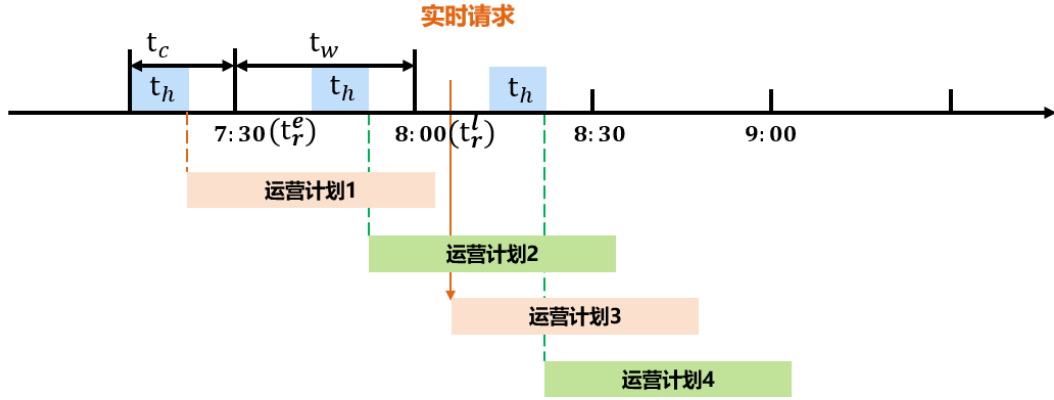 实时请求
t_c t_w
t_h t_h t_h
7:30(t_r^e) 8:00(t_r^l) 8:30 9:00
运营计划1
运营计划2
运营计划3
运营计划4